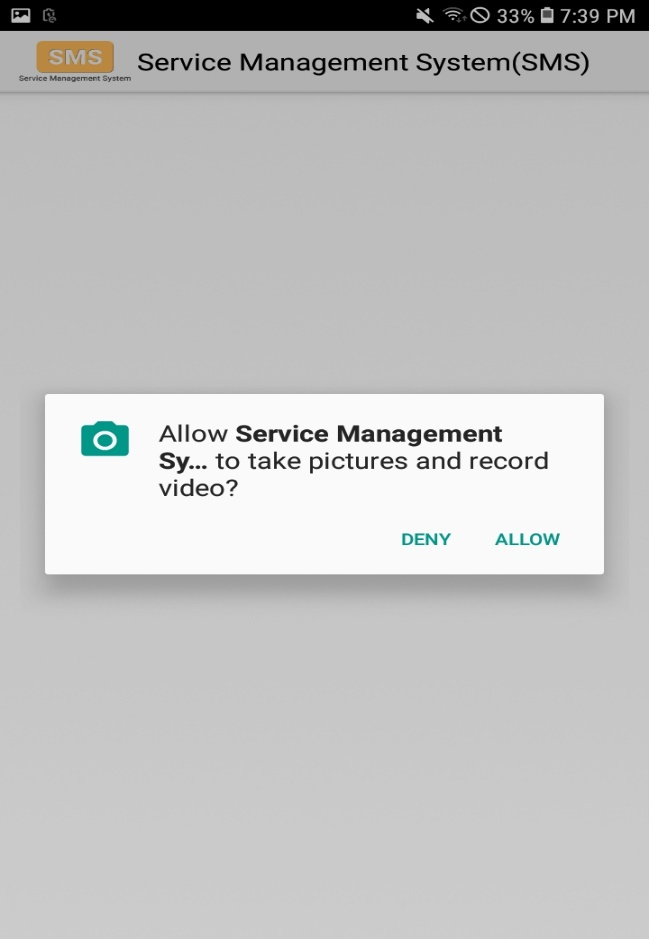 33% 7:39 PM
SMS
Service Management System
Service Management System(SMS)
Allow Service Management
Sy... to take pictures and record
video?
DENY ALLOW